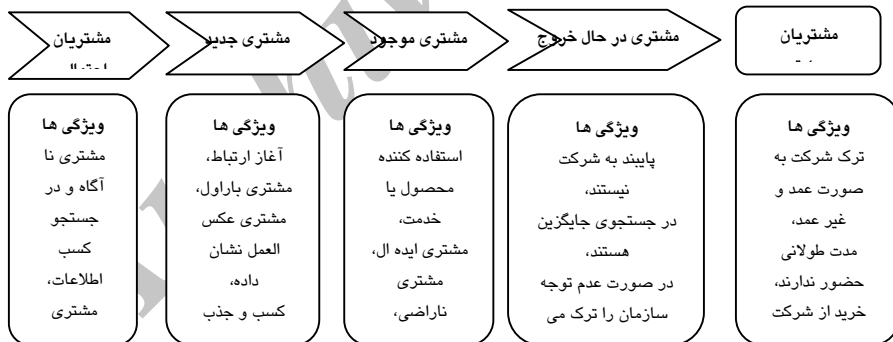 مشتریان
مشتری جدید
مشتری موجود
مشتری در حال خروج
مشتریان
ویژگی ها
مشتری نا
آگاه و در
جستجو
کسب
اطلاعات،
مشتری
ویژگی ها
آغاز ارتباط،
مشتری باراول،
مشتری عکس
العمل نشان
داده،
کسب و جذب
ویژگی ها
استفاده کننده
محصول یا
خدمت،
مشتری ایده ال،
مشتری
ناراضی،
ویژگی ها
پایبند به شرکت
نیستند،
در جستجوی جایگزین
هستند،
در صورت عدم توجه
سازمان را ترک می
ویژگی ها
ترک شرکت به
صورت عمد و
غیر عمد،
مدت طولانی
حضور ندارند،
خرید از شرکت